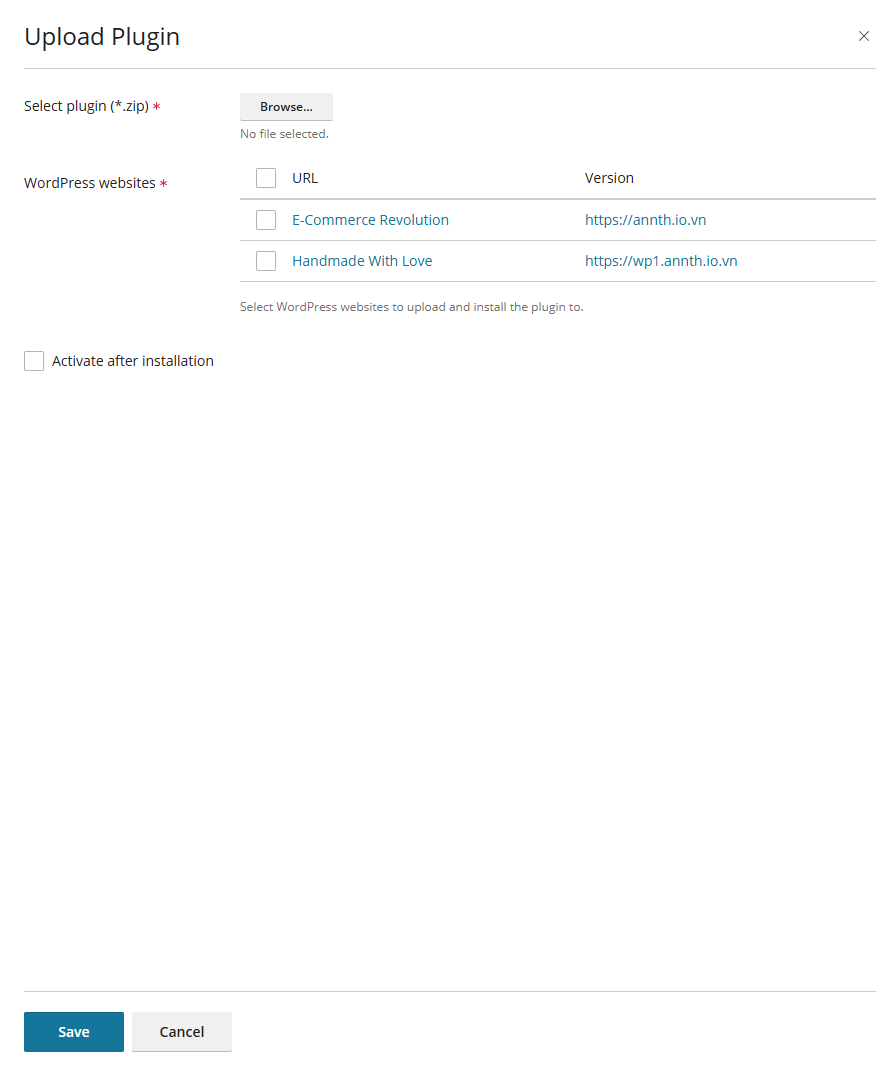 Upload Plugin
Select plugin (*.zip) *
Browse...
No file selected.
WordPress websites *
URL Version
E-Commerce Revolution https://annth.io.vn
Handmade With Love https://wp1.annth.io.vn
Select WordPress websites to upload and install the plugin to.
Activate after installation
Save Cancel